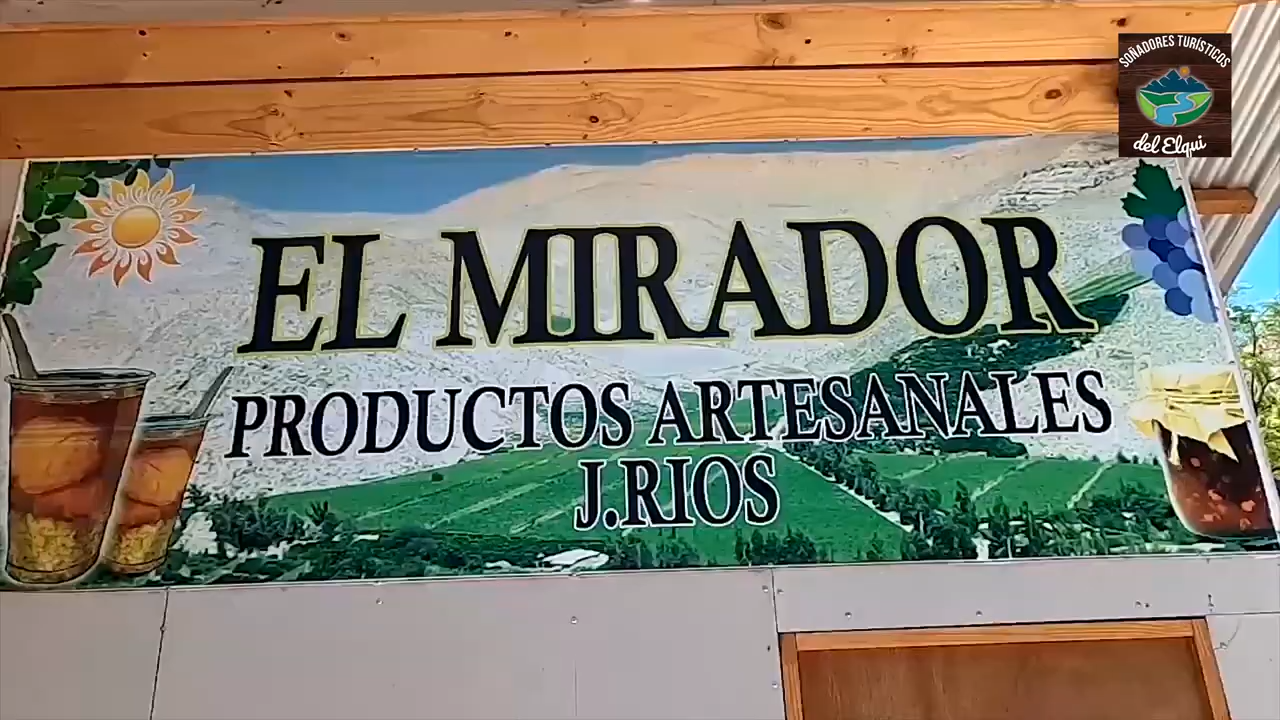 SOÑADORES TURÍSTICOS
del Elqui
EL MIRADOR
PRODUCTOS ARTESANALES
J.RIOS